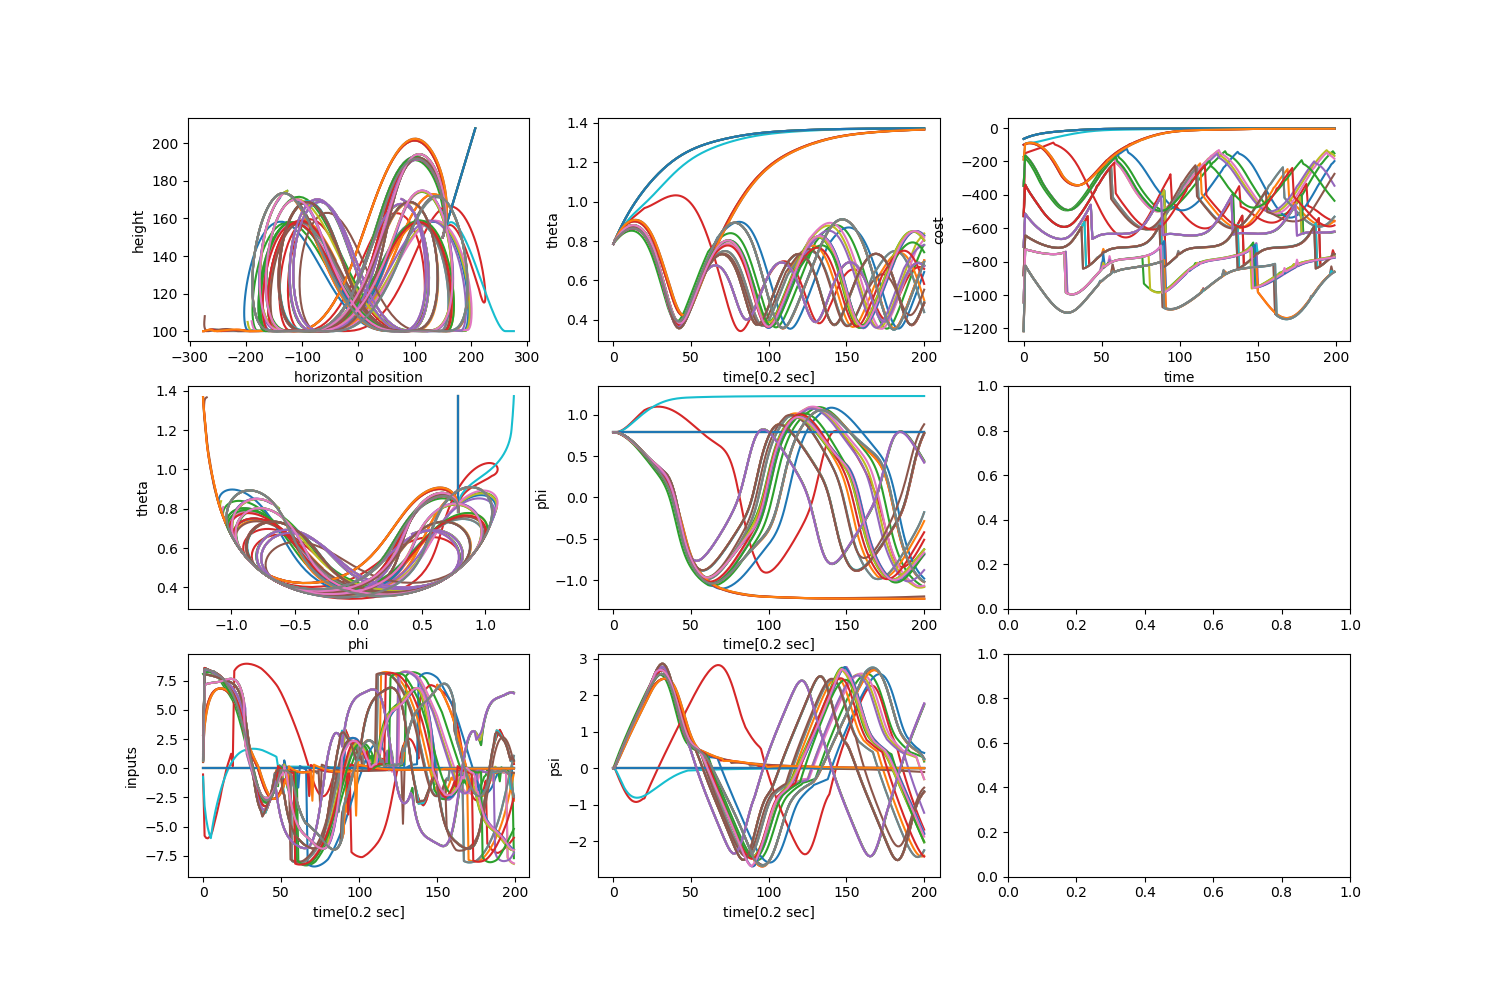 200
180
160
140
120
100
height
−300 −200 −100 0 100 200 300
horizontal position
1.4
1.2
1.0
0.8
0.6
0.4
theta
0 50 100 150 200
time[0.2 sec]
0
−200
−400
−600
−800
−1000
−1200
cost
0 50 100 150 200
time
1.4
1.2
1.0
0.8
0.6
0.4
theta
−1.0 −0.5 0.0 0.5 1.0
phi
1.0
0.5
0.0
−0.5
−1.0
phi
0 50 100 150 200
time[0.2 sec]
1.0
0.8
0.6
0.4
0.2
0.0
0.0 0.2 0.4 0.6 0.8 1.0
7.5
5.0
2.5
0.0
−2.5
−5.0
−7.5
inputs
0 50 100 150 200
time[0.2 sec]
3
2
1
0
−1
−2
psi
0 50 100 150 200
time[0.2 sec]
1.0
0.8
0.6
0.4
0.2
0.0
0.0 0.2 0.4 0.6 0.8 1.0